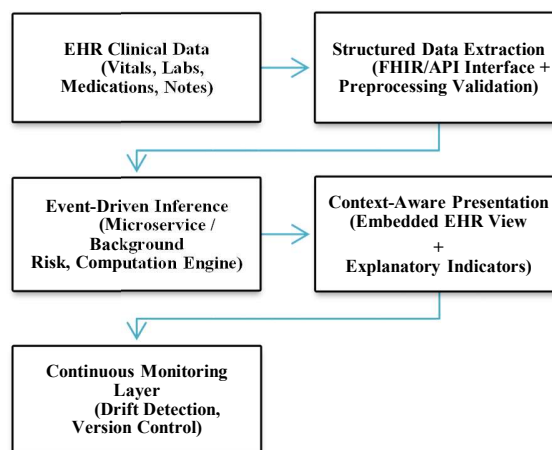 EHR Clinical Data
(Vitals, Labs,
Medications, Notes)
Structured Data Extraction
(FHIR/API Interface +
Preprocessing Validation)
Event-Driven Inference
(Microservice /
Background
Risk, Computation Engine)
Context-Aware Presentation
(Embedded EHR View
+
Explanatory Indicators)
Continuous Monitoring
Layer
(Drift Detection,
Version Control)